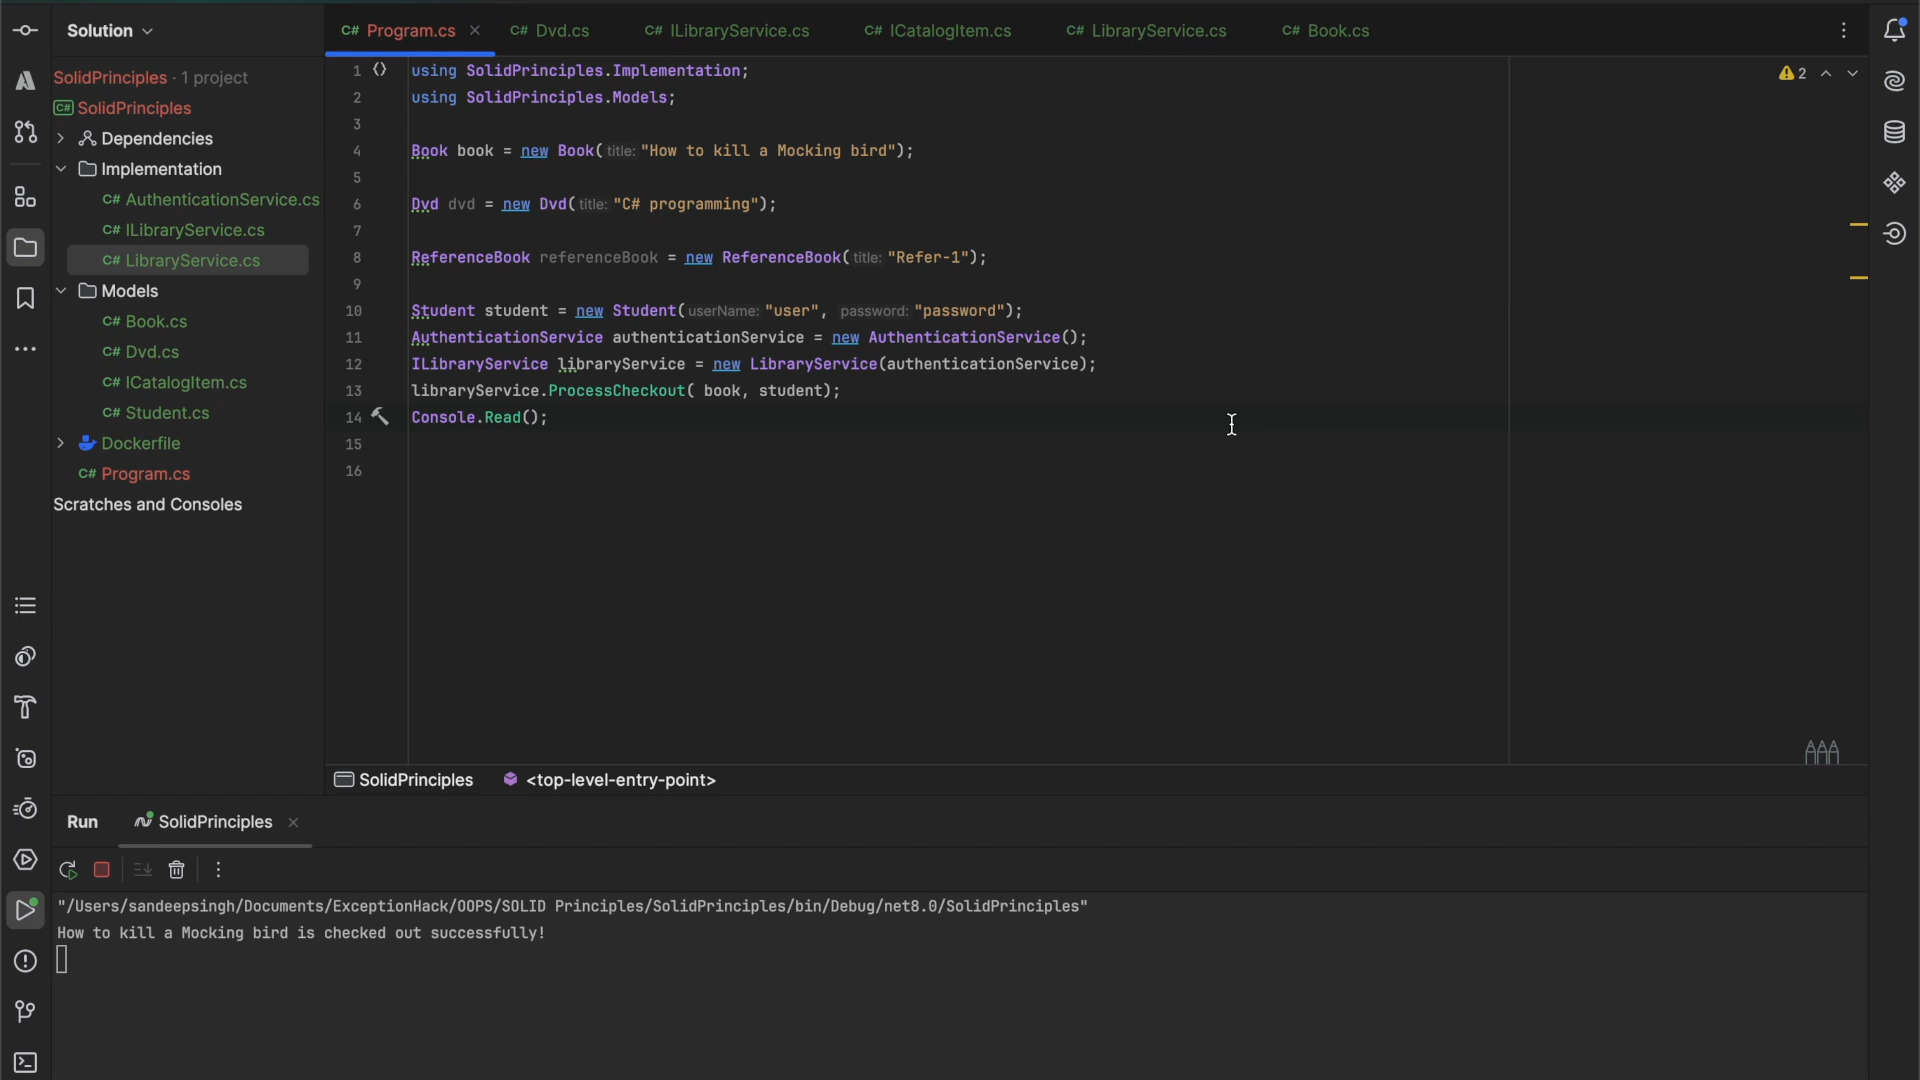 Solution
C# Program.cs
C# Dvd.cs
C# ILibraryService.cs
C# ICatalogItem.cs
C# LibraryService.cs
C# Book.cs
SolidPrinciples · 1 project
C# SolidPrinciples
Dependencies
Implementation
C# AuthenticationService.cs
C# ILibraryService.cs
C# LibraryService.cs
Models
C# Book.cs
C# Dvd.cs
C# ICatalogItem.cs
C# Student.cs
Dockerfile
C# Program.cs
Scratches and Consoles
2
1 using SolidPrinciples.Implementation;
2 using SolidPrinciples.Models;
3
4 Book book = new Book( title: "How to kill a Mocking bird");
5
6 Dvd dvd = new Dvd( title: "C# programming");
7
8 ReferenceBook referenceBook = new ReferenceBook( title: "Refer-1");
9
10 Student student = new Student( userName: "user", password: "password");
11 AuthenticationService authenticationService = new AuthenticationService();
12 ILibraryService libraryService = new LibraryService(authenticationService);
13 libraryService.ProcessCheckout( book, student);
14 Console.Read();
15
16
SolidPrinciples <top-level-entry-point>
Run SolidPrinciples
"/Users/sandeepsingh/Documents/ExceptionHack/OOPS/SOLID Principles/SolidPrinciples/bin/Debug/net8.0/SolidPrinciples"
How to kill a Mocking bird is checked out successfully!